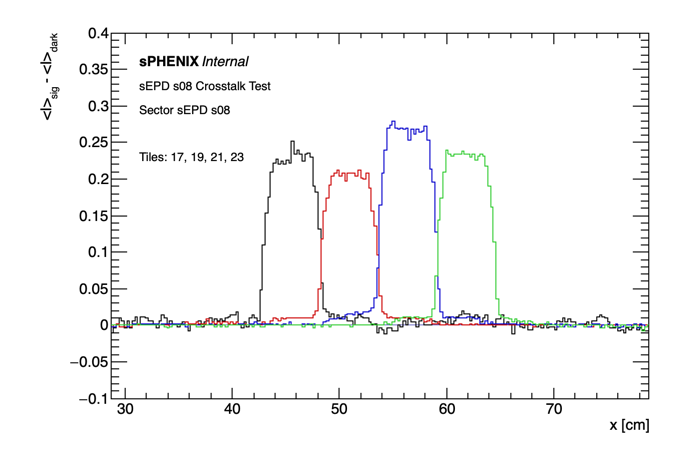 0.4
<I>sig - <I>dark
sPHENIX Internal
0.35
sEPD s08 Crosstalk Test
0.3
Sector sEPD s08
0.25
Tiles: 17, 19, 21, 23
0.2
0.15
0.1
0.05
0
−0.05
−0.1
30 40 50 60 70
x [cm]